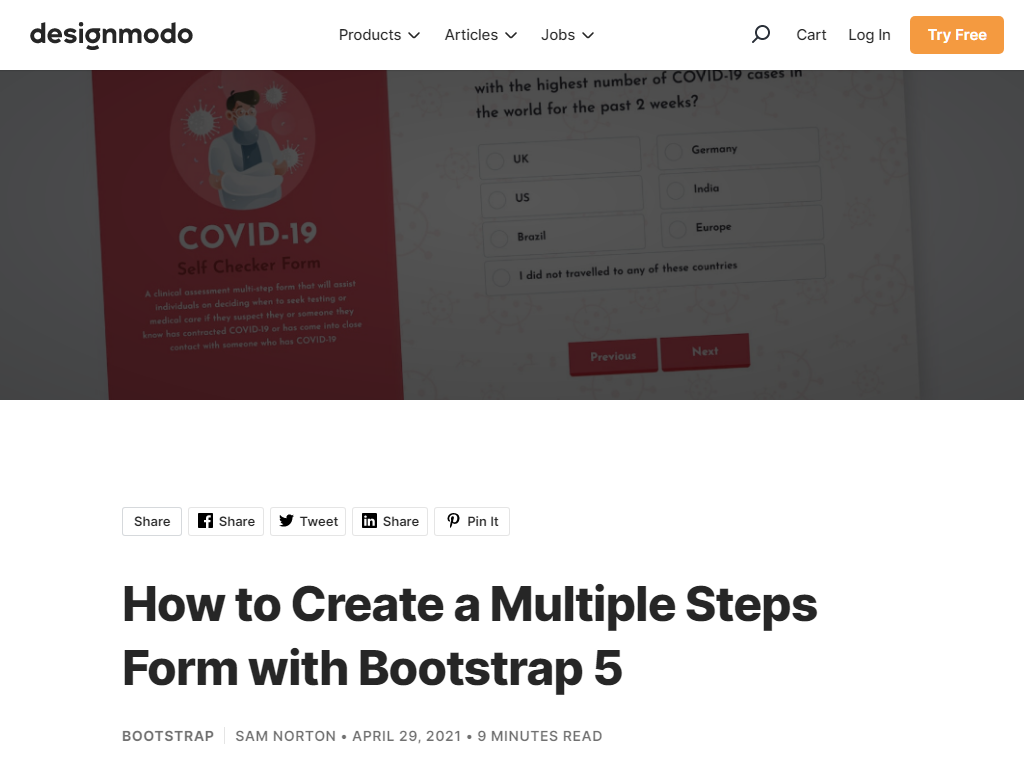 designmodo
Products
Articles
Jobs
Cart
Log In
Try Free
with the highest number of COVID-19 cases in
the world for the past 2 weeks?
UK
Germany
US
India
Brazil
Europe
I did not travelled to any of these countries
Previous
Next
COVID-19
Self Checker Form
A clinical assessment multi-step form that will assist
individuals on deciding when to seek testing or
medical care if they suspect they or someone they
know has contracted COVID-19 or has come into close
contact with someone who has COVID-19
Share
Share
Tweet
Share
Pin It
How to Create a Multiple Steps
Form with Bootstrap 5
BOOTSTRAP
SAM NORTON • APRIL 29, 2021 • 9 MINUTES READ